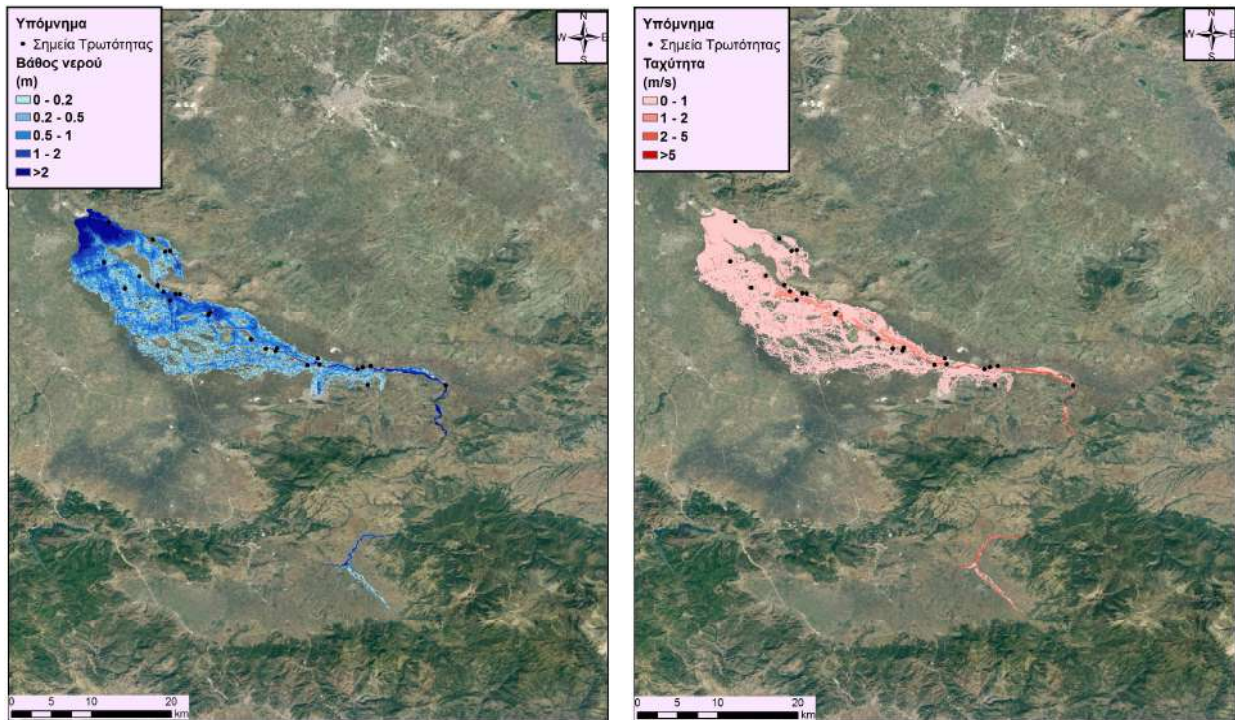 Υπόμνημα
Σημεία Τρωτότητας
Βάθος νερού
(m)
0 - 0.2
0.2 - 0.5
0.5 - 1
1 - 2
>2
N
W E
S
0 5 10 20
km
Υπόμνημα
Σημεία Τρωτότητας
Ταχύτητα
(m/s)
0 - 1
1 - 2
2 - 5
>5
N
W E
S
0 5 10 20
km